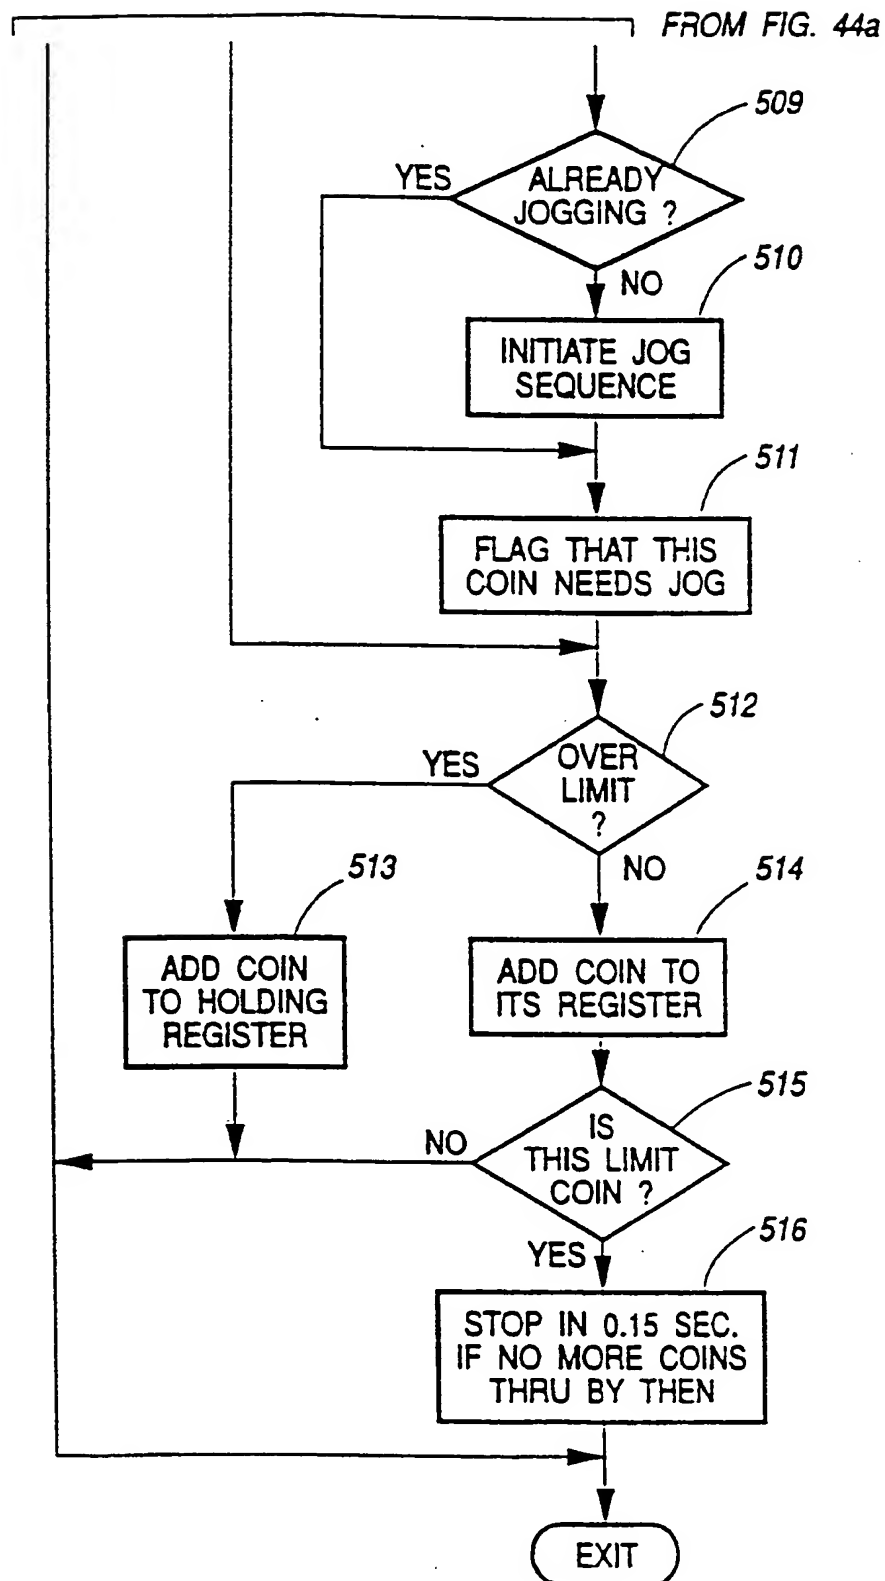 FROM FIG. 44a
509
YES
ALREADY
JOGGING ?
NO
510
INITIATE JOG
SEQUENCE
511
FLAG THAT THIS
COIN NEEDS JOG
512
YES
OVER
LIMIT
?
NO
513
514
ADD COIN
TO HOLDING
REGISTER
ADD COIN TO
ITS REGISTER
515
NO
IS
THIS LIMIT
COIN ?
516
YES
STOP IN 0.15 SEC.
IF NO MORE COINS
THRU BY THEN
EXIT